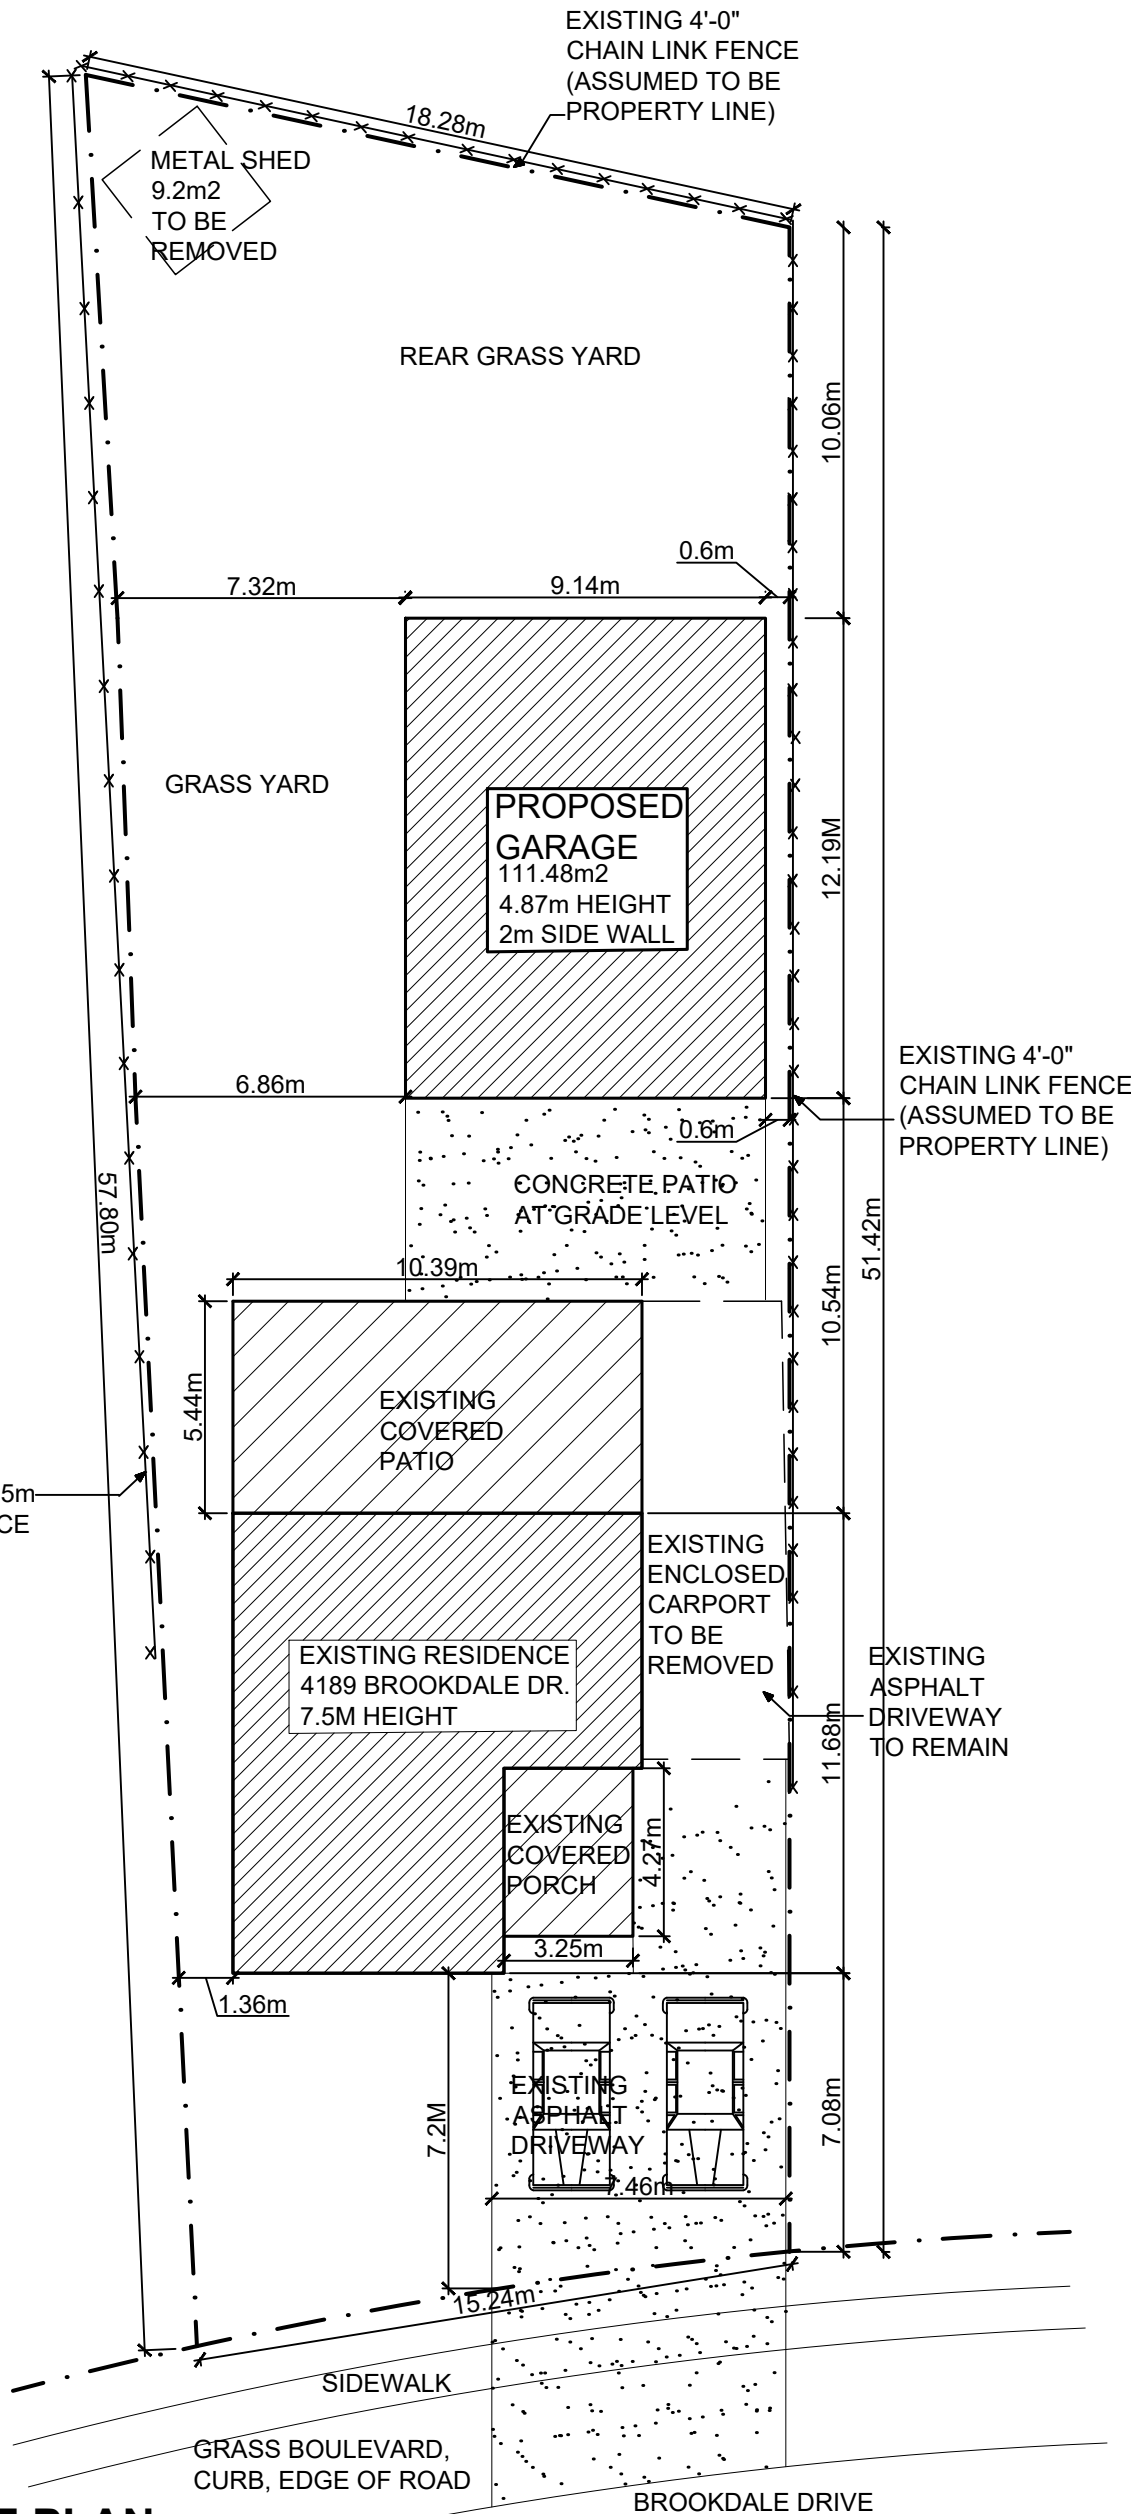 EXISTING 4'-0"
CHAIN LINK FENCE
(ASSUMED TO BE
PROPERTY LINE)
18.28m
METAL SHED
9.2m2
TO BE
REMOVED
REAR GRASS YARD
10.06m
0.6m
7.32m
9.14m
GRASS YARD
PROPOSED
GARAGE
111.48m2
4.87m HEIGHT
2m SIDE WALL
12.19M
EXISTING 4'-0"
CHAIN LINK FENCE
(ASSUMED TO BE
PROPERTY LINE)
6.86m
0.6m
CONCRETE PATIO
AT GRADE LEVEL
57.80m
51.42m
10.39m
10.54m
5.44m
EXISTING
COVERED
PATIO
5m
CE
EXISTING
ENCLOSED
CARPORT
TO BE
REMOVED
EXISTING RESIDENCE
4189 BROOKDALE DR.
7.5M HEIGHT
EXISTING
ASPHALT
DRIVEWAY
TO REMAIN
11.68m
EXISTING
COVERED
PORCH
4.27m
3.25m
1.36m
7.2M
EXISTING
ASPHALT
DRIVEWAY
7.08m
7.46m
15.24m
SIDEWALK
GRASS BOULEVARD,
CURB, EDGE OF ROAD
BROOKDALE DRIVE
PLAN